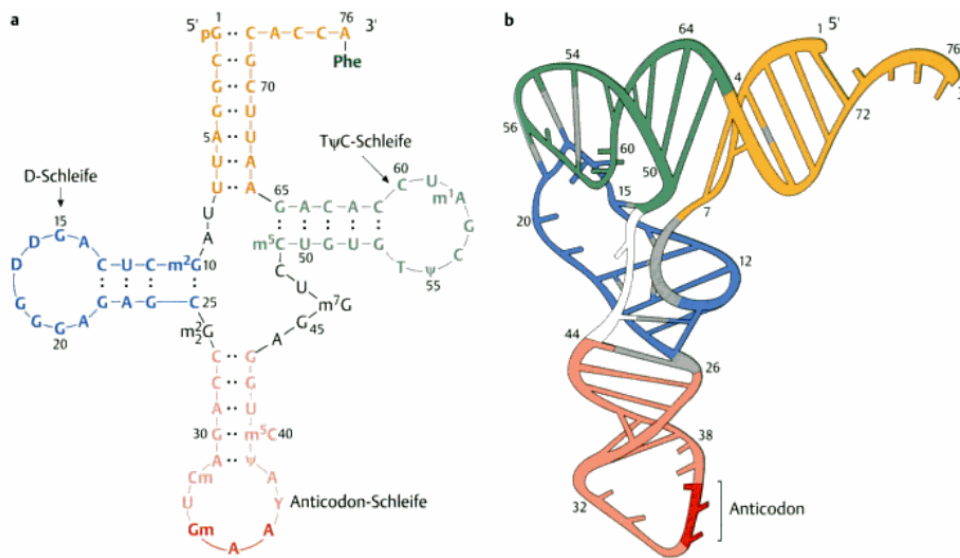 a
5' pG C A C C A 3'
1
76
Phe
C G
G C
70
G U
A U
5
U A
U A
U
A
D-Schleife
15
D D G A C U C m²G
10
G G G A G A G C
20
25
m²₂G
TψC-Schleife
60
65
G A C A C C U m¹A G C C ψ T G U G U m⁵C
50
55
C U m⁷G G A
45
C G
C G
A U
30
G m⁵C
40
A ψ
Cm U Gm A A Y A
Anticodon-Schleife
b
1
5'
76
3'
4
72
64
54
56
60
50
15
7
20
12
44
26
38
32
Anticodon